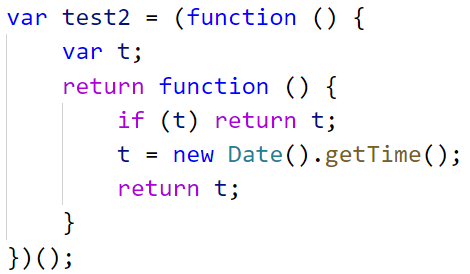 var test2 = (function () {
    var t;
    return function () {
        if (t) return t;
        t = new Date().getTime();
        return t;
    }
})();